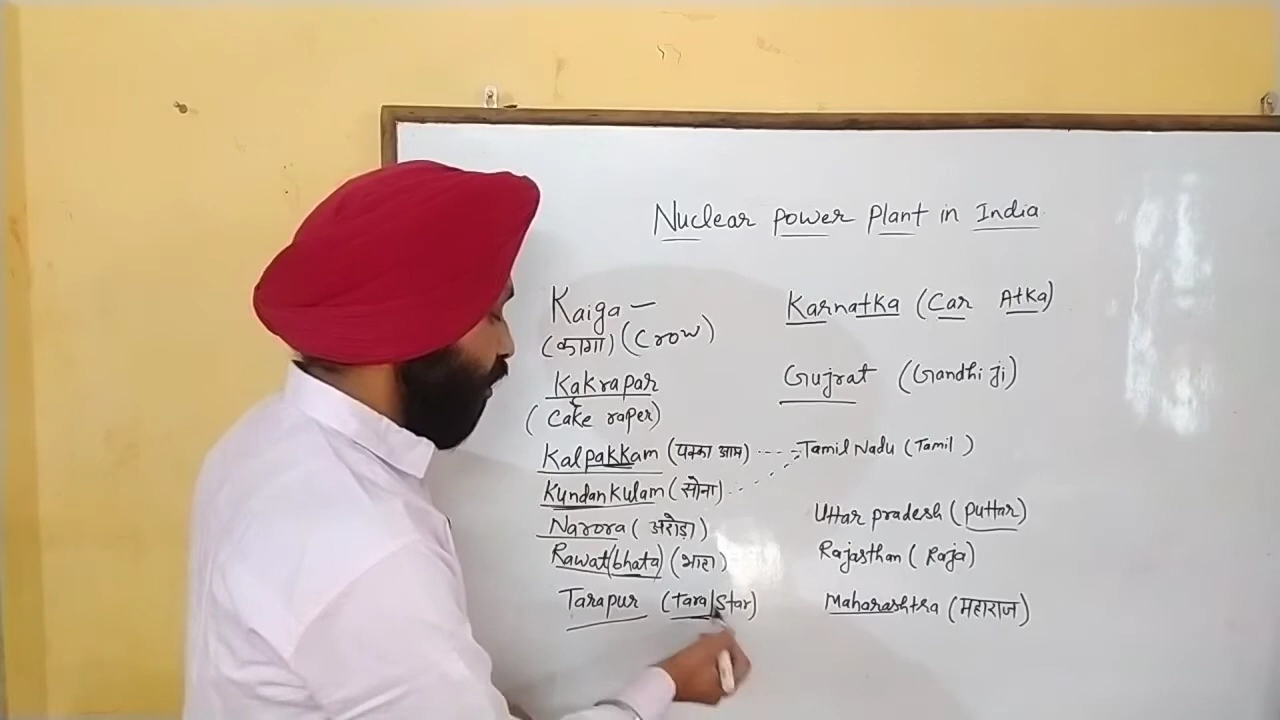 Nuclear power Plant in India
Kaiga — Karnatka (Car Atka)
(कागा) (Crow)
Kakrapar Gujrat (Gandhi Ji)
(Cake raper)
Kalpakkam (पक्का आम) Tamil Nadu (Tamil)
Kundankulam (सोना)
Narora (अरोड़ा) Uttar pradesh (Puttar)
Rawat(bhata) (भाटा) Rajasthan (Raja)
Tarapur (Tara/Star) Maharashtra (महाराज)